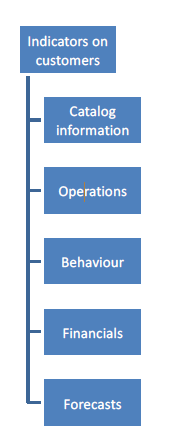 Indicators on
customers
Catalog
information
Operations
Behaviour
Financials
Forecasts